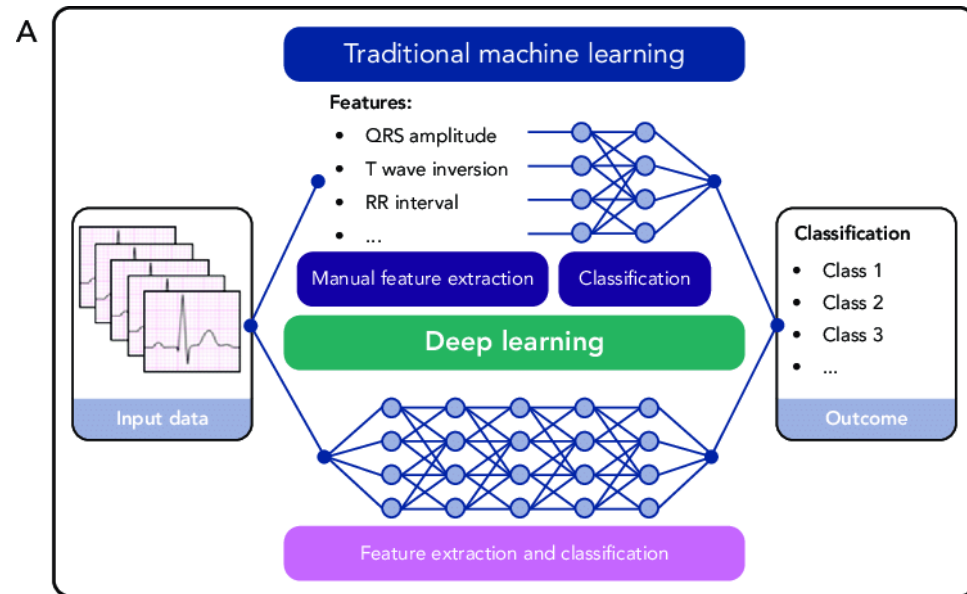 A
Traditional machine learning
Features:
• QRS amplitude
• T wave inversion
• RR interval
• ...
Manual feature extraction
Classification
Deep learning
Input data
Classification
• Class 1
• Class 2
• Class 3
• ...
Outcome
Feature extraction and classification